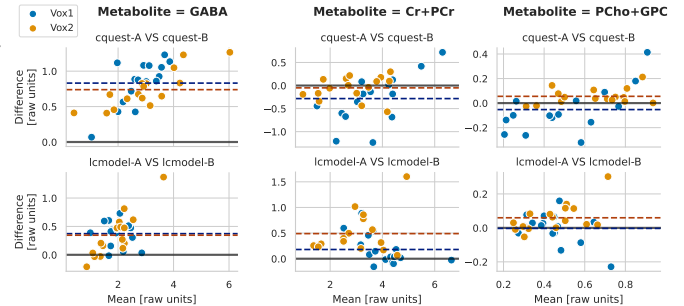 Vox1
Vox2
Metabolite = GABA
Metabolite = Cr+PCr
Metabolite = PCho+GPC
cquest-A VS cquest-B
cquest-A VS cquest-B
cquest-A VS cquest-B
Difference
[raw units]
1.0
0.5
0.0
0.5
0.0
−0.5
−1.0
0.4
0.2
0.0
−0.2
lcmodel-A VS lcmodel-B
lcmodel-A VS lcmodel-B
lcmodel-A VS lcmodel-B
Difference
[raw units]
1.0
0.5
0.0
1.5
1.0
0.5
0.0
0.2
0.0
−0.2
2 4 6
2 4 6
0.2 0.4 0.6 0.8
Mean [raw units]
Mean [raw units]
Mean [raw units]